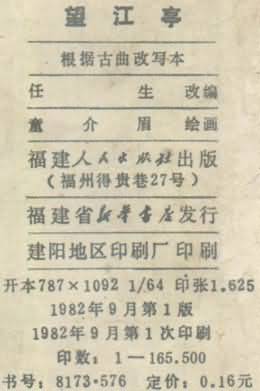 望江亭
根据古曲改写本
任生 改编
童介眉 绘画
福建人民出版社出版
（福州得贵巷27号）
福建省新华书店发行
建阳地区印刷厂印刷
开本787×1092 1/64 印张1.625
1982年9月第1版
1982年9月第1次印刷
印数：1—165.500
书号：8173·576 定价：0.16元